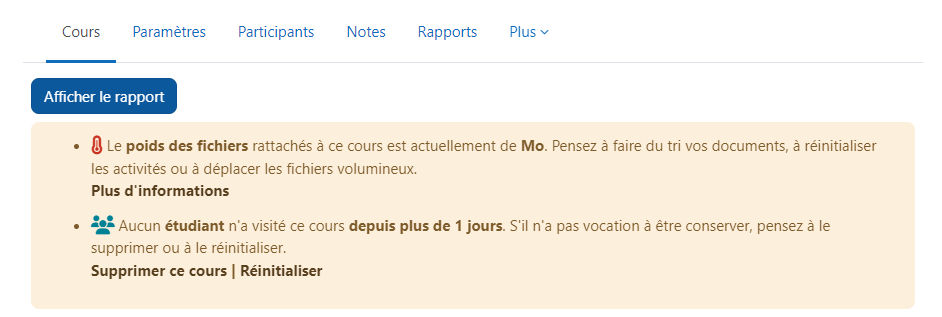 Cours Paramètres Participants Notes Rapports Plus
Afficher le rapport
Le poids des fichiers rattachés à ce cours est actuellement de Mo. Pensez à faire du tri vos documents, à réinitialiser
les activités ou à déplacer les fichiers volumineux.
Plus d'informations
Aucun étudiant n'a visité ce cours depuis plus de 1 jours. S'il n'a pas vocation à être conserver, pensez à le
supprimer ou à le réinitialiser.
Supprimer ce cours | Réinitialiser